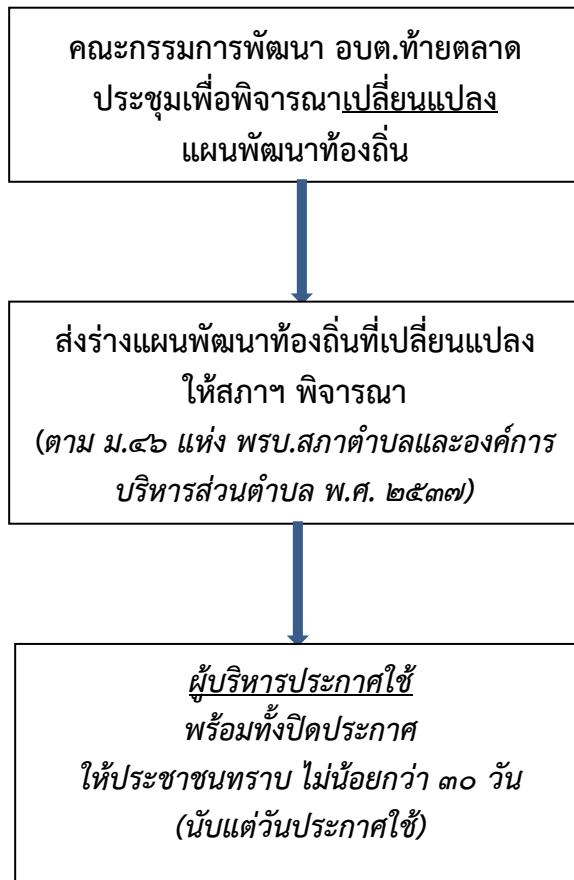 คณะกรรมการพัฒนา อบต.ท้ายตลาด
ประชุมเพื่อพิจารณาเปลี่ยนแปลง
แผนพัฒนาท้องถิ่น
ส่งร่างแผนพัฒนาท้องถิ่นที่เปลี่ยนแปลง
ให้สภาฯ พิจารณา
(ตาม ม.๔๖ แห่ง พรบ.สภาตำบลและองค์การ
บริหารส่วนตำบล พ.ศ. ๒๕๓๗)
ผู้บริหารประกาศใช้
พร้อมทั้งปิดประกาศ
ให้ประชาชนทราบ ไม่น้อยกว่า ๓๐ วัน
(นับแต่วันประกาศใช้)